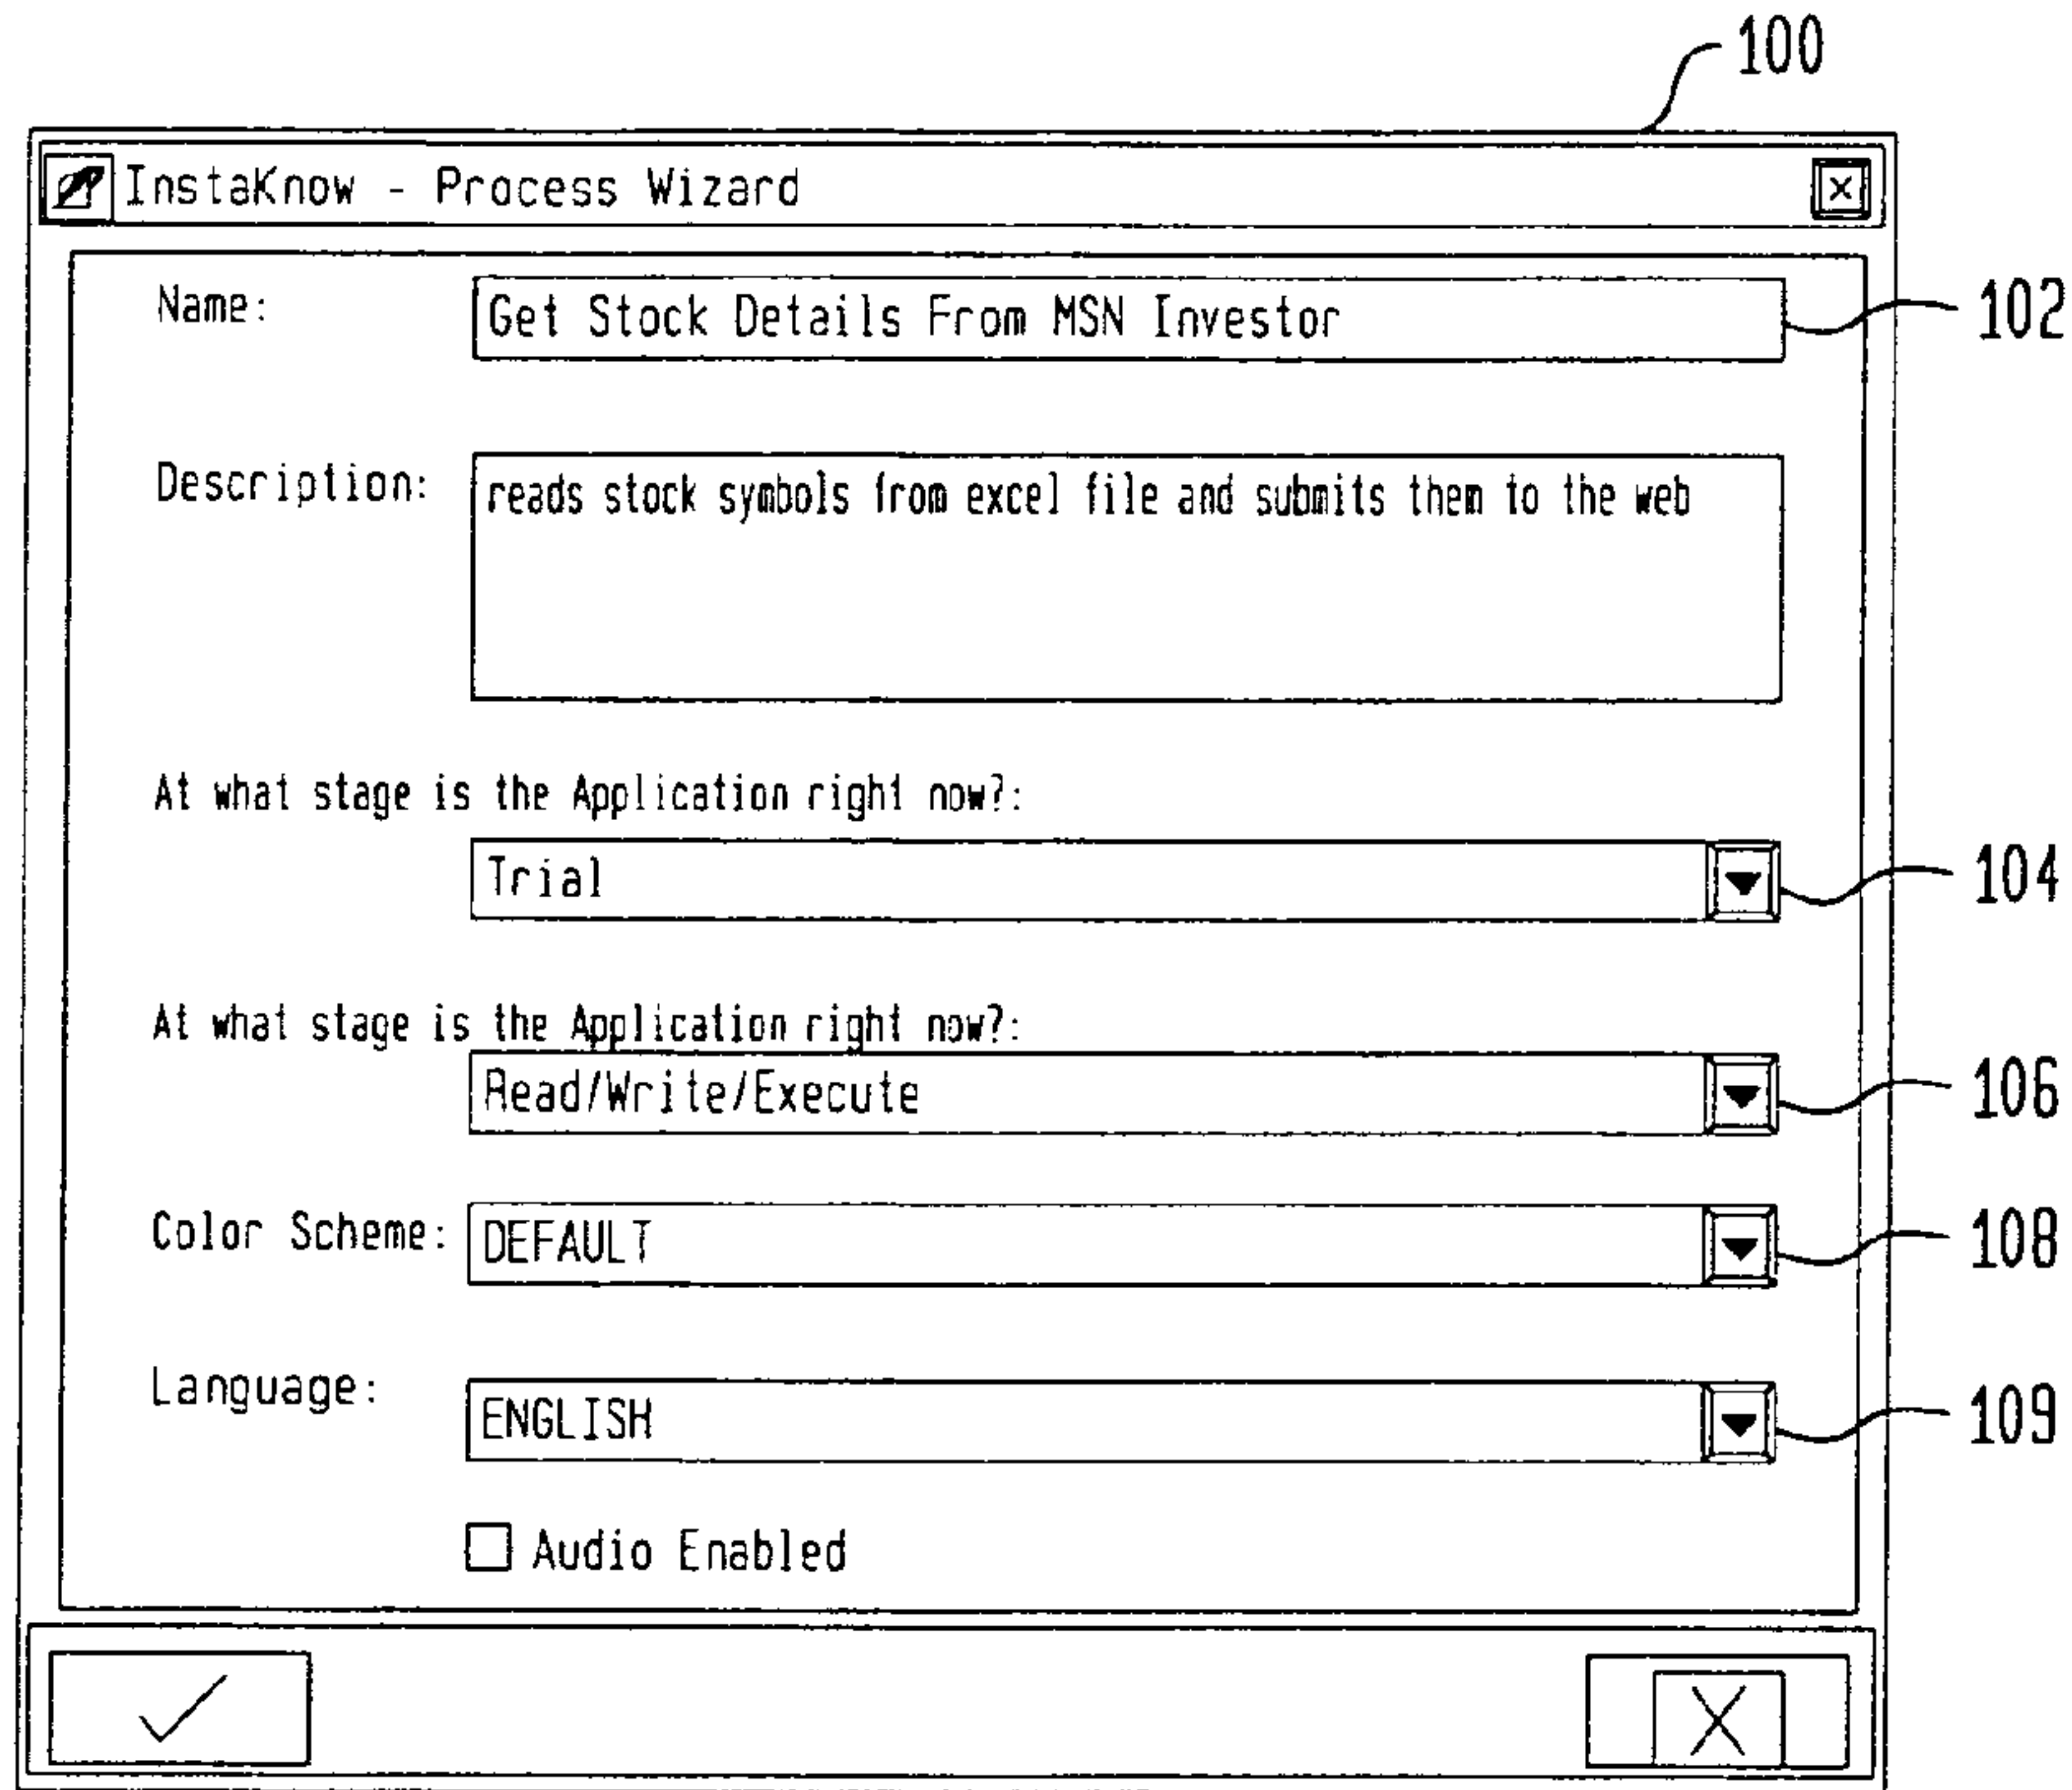 100
InstaKnow - Process Wizard
Name: Get Stock Details From MSN Investor 102
Description: reads stock symbols from excel file and submits them to the web
At what stage is the Application right now?:
Trial 104
At what stage is the Application right now?:
Read/Write/Execute 106
Color Scheme: DEFAULT 108
Language: ENGLISH 109
Audio Enabled